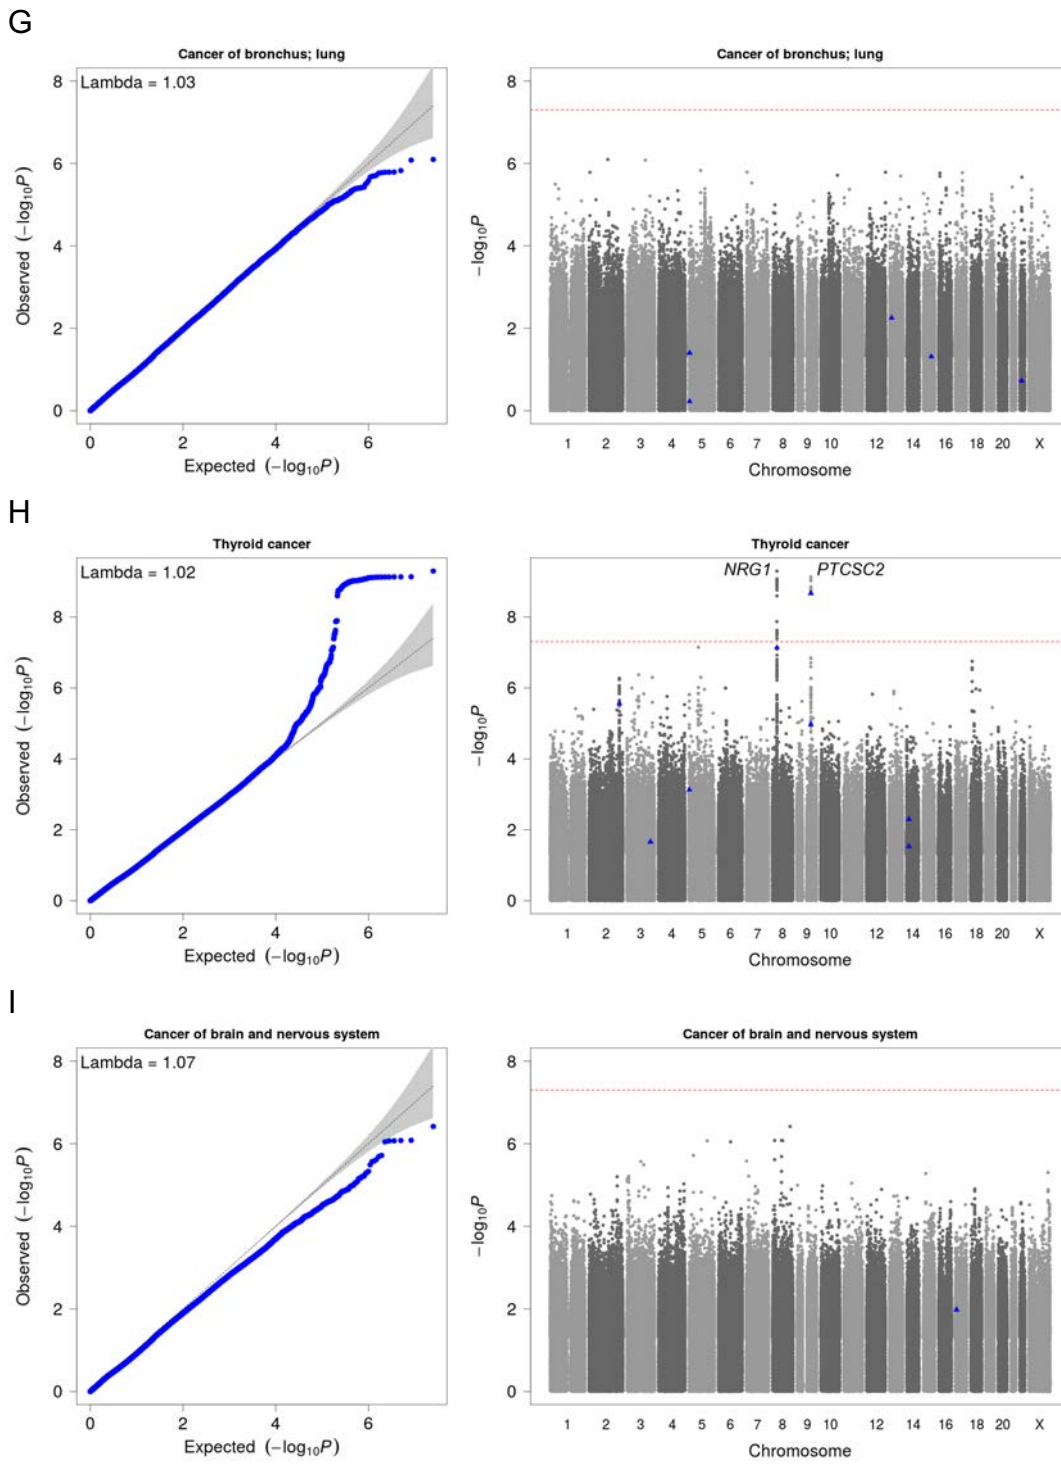 G
Cancer of bronchus; lung
Lambda = 1.03
8
6
4
2
0
Observed (−log10P)
0 2 4 6
Expected (−log10P)
Cancer of bronchus; lung
8
6
4
2
0
−log10P
1 2 3 4 5 6 7 8 9 10 12 14 16 18 20 X
Chromosome
H
Thyroid cancer
Lambda = 1.02
8
6
4
2
0
Observed (−log10P)
0 2 4 6
Expected (−log10P)
Thyroid cancer
NRG1 PTCSC2
8
6
4
2
0
−log10P
1 2 3 4 5 6 7 8 9 10 12 14 16 18 20 X
Chromosome
I
Cancer of brain and nervous system
Lambda = 1.07
8
6
4
2
0
Observed (−log10P)
0 2 4 6
Expected (−log10P)
Cancer of brain and nervous system
8
6
4
2
0
−log10P
1 2 3 4 5 6 7 8 9 10 12 14 16 18 20 X
Chromosome